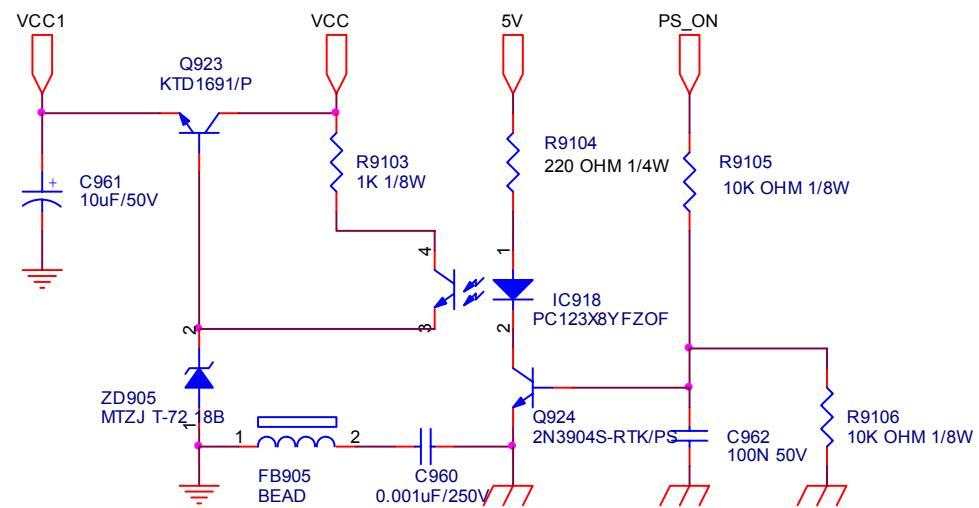 VCC1
VCC
5V
PS_ON
Q923
KTD1691/P
R9103
1K 1/8W
R9104
220 OHM 1/4W
R9105
10K OHM 1/8W
C961
10uF/50V
+
4
1
IC918
PC123X8YFZOF
3
2
2
ZD905
MTZJ T-72 18B
1
1
2
FB905
BEAD
C960
0.001uF/250V
Q924
2N3904S-RTK/PS
C962
100N 50V
R9106
10K OHM 1/8W